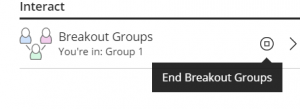 Interact
Breakout Groups
You're in: Group 1
End Breakout Groups